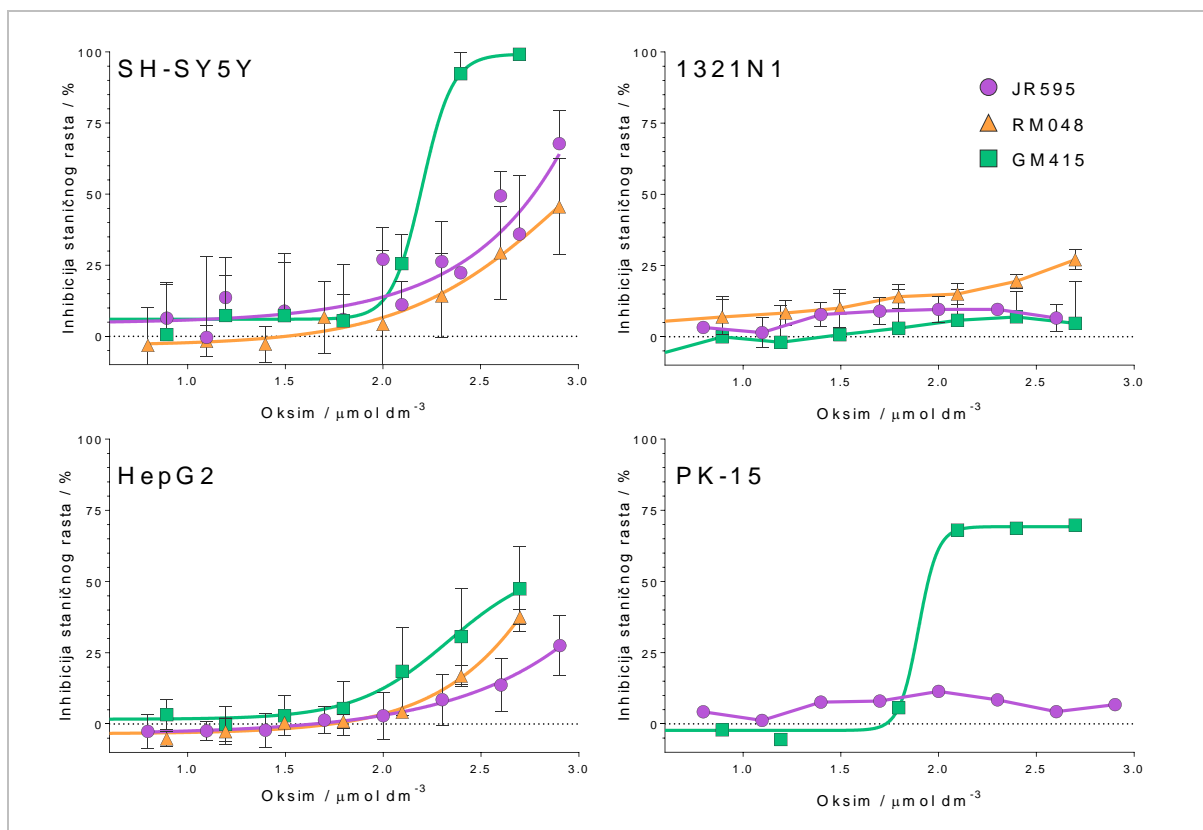 SH-SY5Y
100
75
50
25
0
Inhibicija staničnog rasta / %
1.0 1.5 2.0 2.5 3.0
Oksim / μmol dm-3
1321N1
JR595
RM048
GM415
100
75
50
25
0
Inhibicija staničnog rasta / %
1.0 1.5 2.0 2.5 3.0
Oksim / μmol dm-3
HepG2
100
75
50
25
0
Inhibicija staničnog rasta / %
1.0 1.5 2.0 2.5 3.0
Oksim / μmol dm-3
PK-15
100
75
50
25
0
Inhibicija staničnog rasta / %
1.0 1.5 2.0 2.5 3.0
Oksim / μmol dm-3